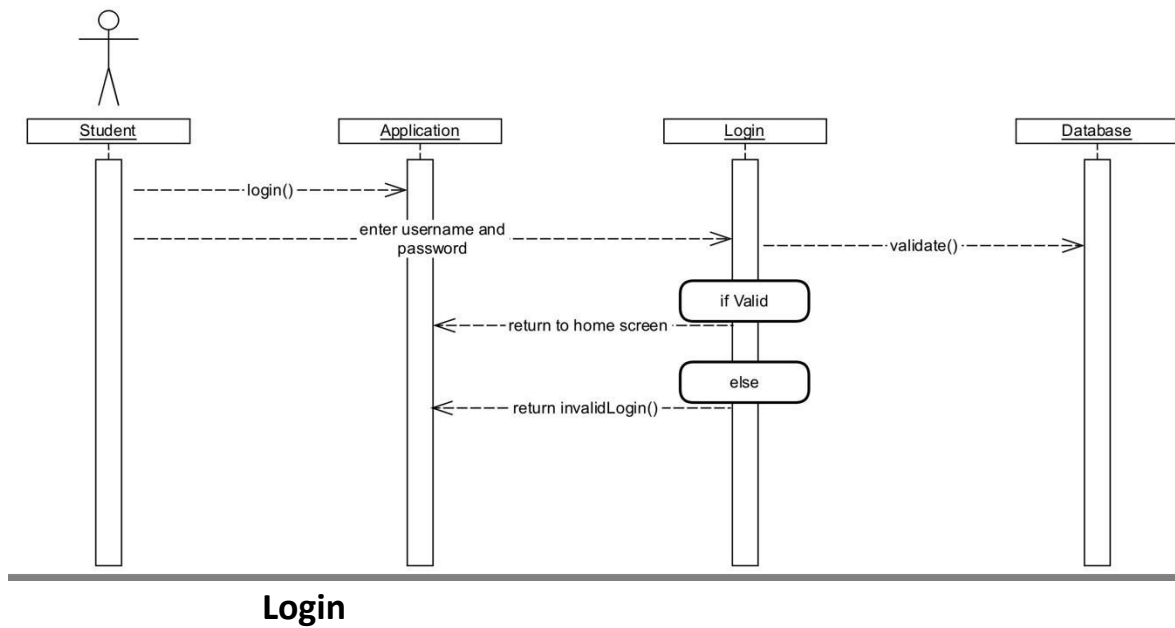 Student
Application
Login
Database
login()
enter username and
password
validate()
if Valid
return to home screen
else
return invalidLogin()
Login